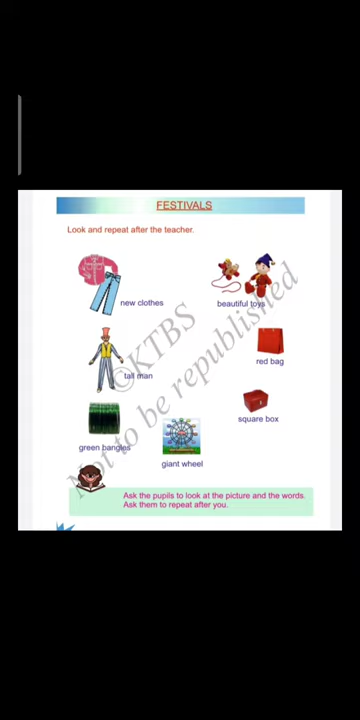 FESTIVALS
Look and repeat after the teacher.
new clothes
beautiful toys
tall man
red bag
green bangles
giant wheel
square box
©KTBS
Not to be republished
Ask the pupils to look at the picture and the words.
Ask them to repeat after you.